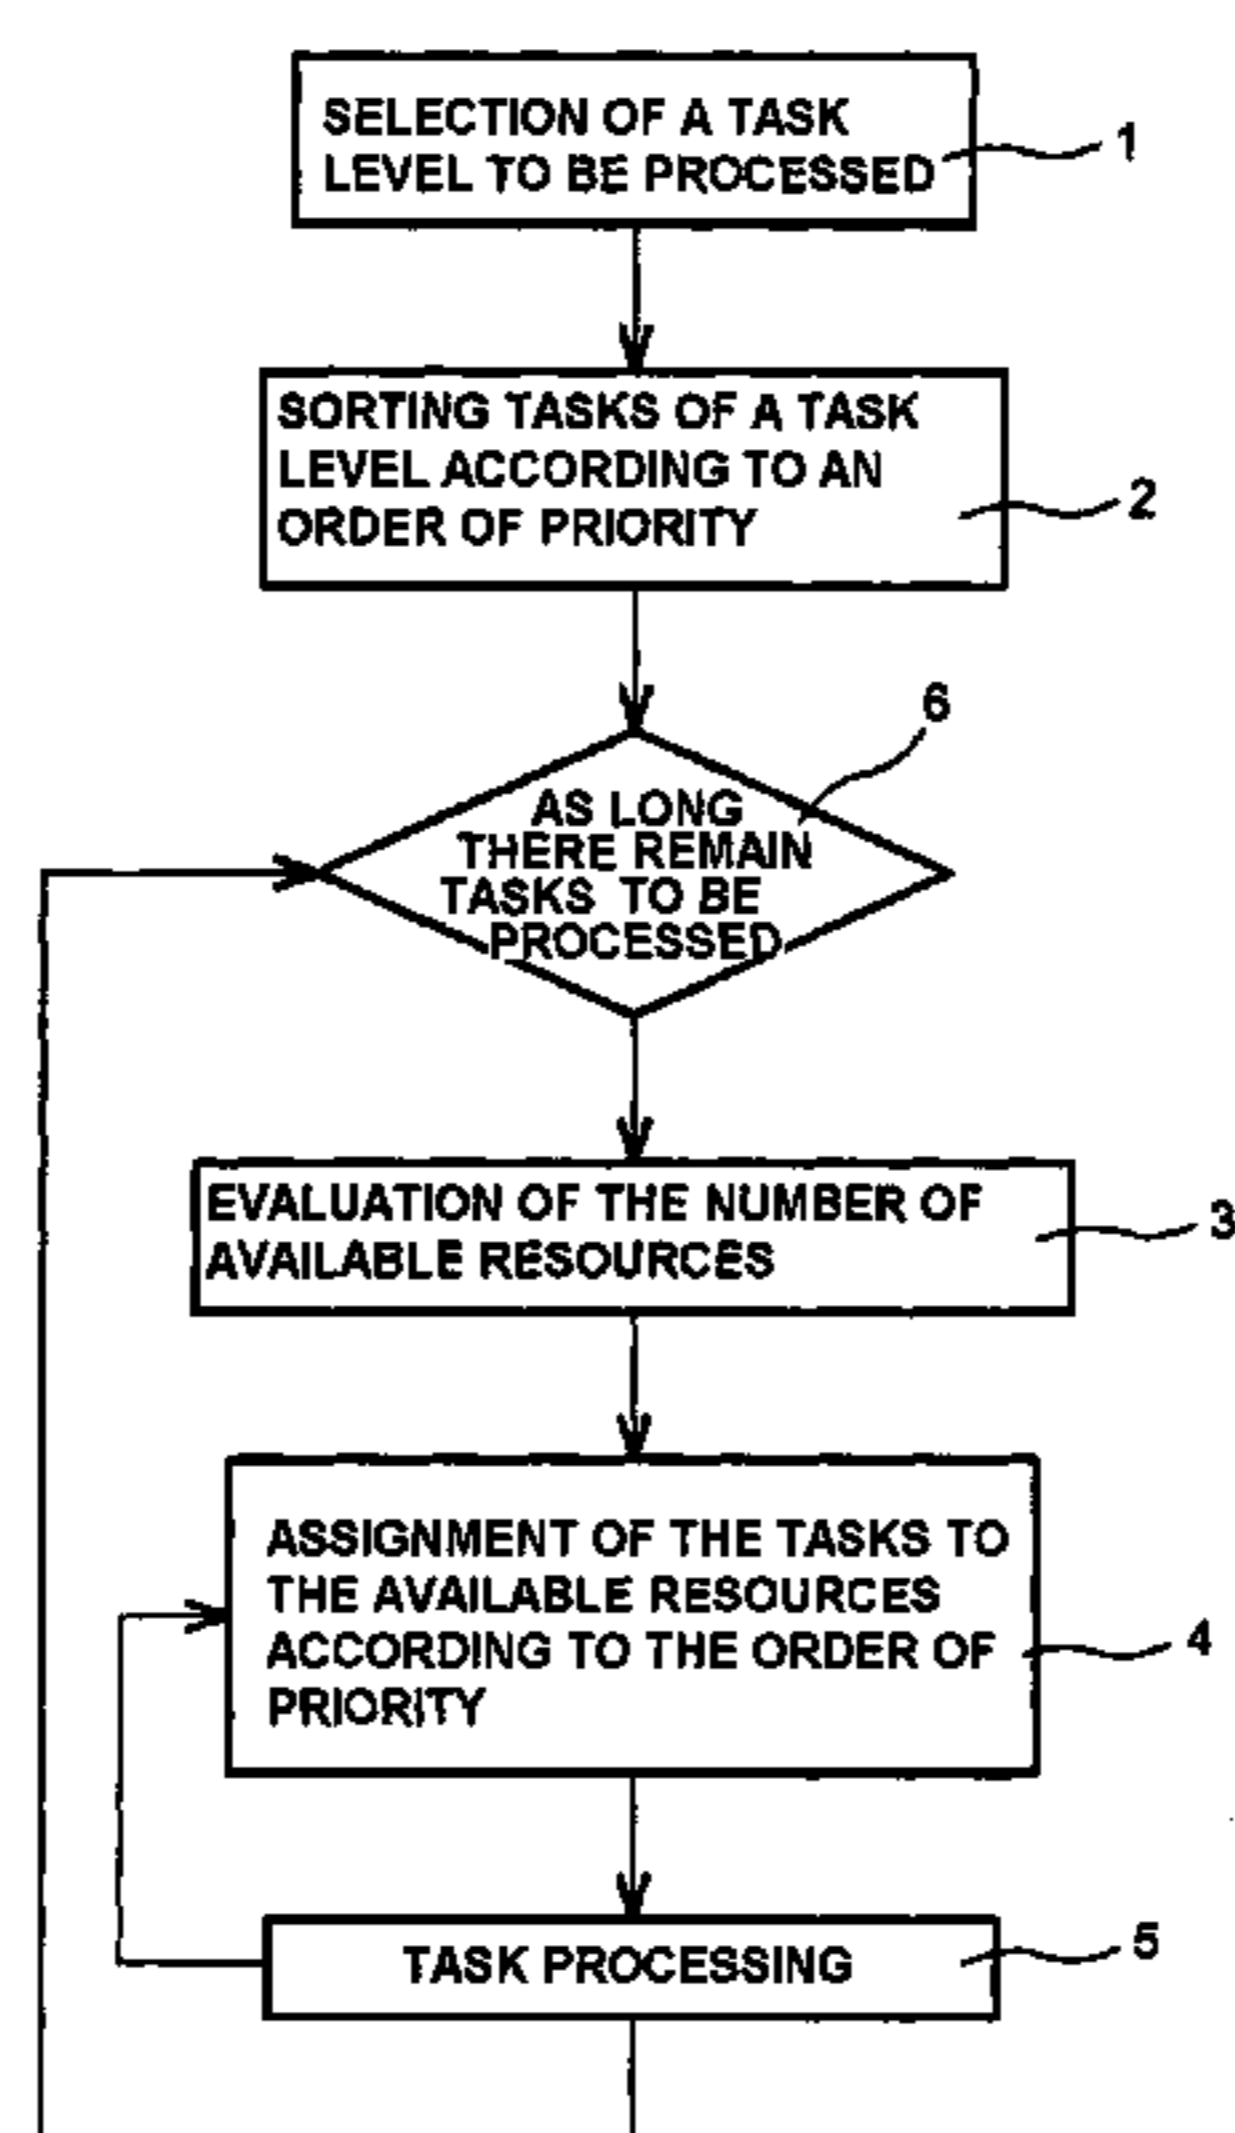 SELECTION OF A TASK
LEVEL TO BE PROCESSED
1
SORTING TASKS OF A TASK
LEVEL ACCORDING TO AN
ORDER OF PRIORITY
2
6
AS LONG
THERE REMAIN
TASKS TO BE
PROCESSED
EVALUATION OF THE NUMBER OF
AVAILABLE RESOURCES
3
ASSIGNMENT OF THE TASKS TO
THE AVAILABLE RESOURCES
ACCORDING TO THE ORDER OF
PRIORITY
4
TASK PROCESSING
5